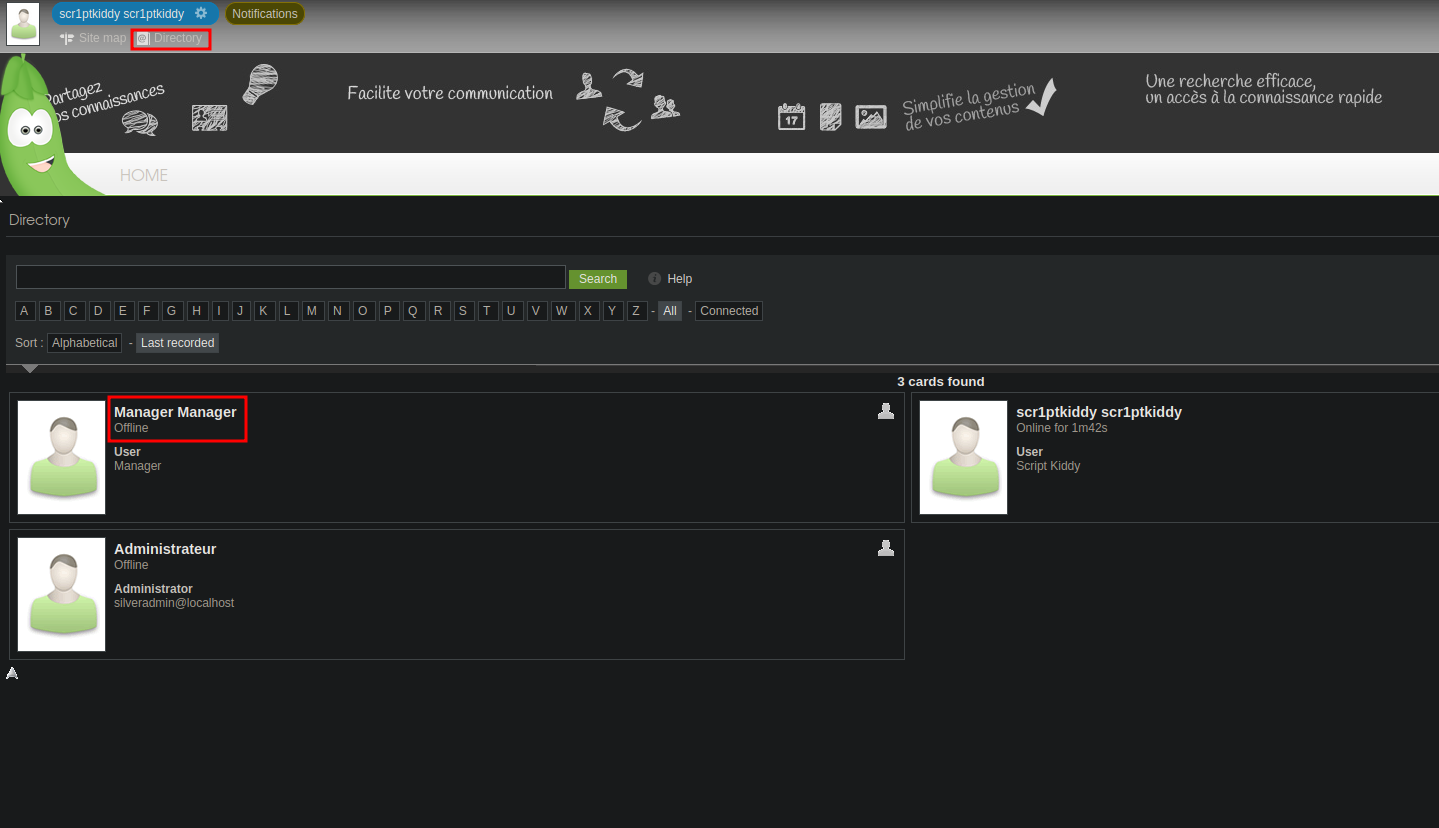 scr1ptkiddy scr1ptkiddy
Notifications
Site map
Directory
Partagez
os connaissances
Facilite votre communication
17
Simplifie la gestion
de vos contenus
Une recherche efficace,
un accès à la connaissance rapide
HOME
Directory
Search
Help
A B C D E F G H I J K L M N O P Q R S T U V W X Y Z - All - Connected
Sort : Alphabetical - Last recorded
3 cards found
Manager Manager
Offline
User
Manager
scr1ptkiddy scr1ptkiddy
Online for 1m42s
User
Script Kiddy
Administrateur
Offline
Administrator
silveradmin@localhost